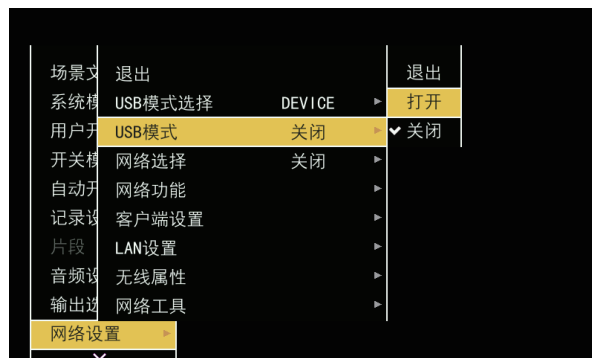 场景文 退出 退出
系统模 USB模式选择 DEVICE 打开
用户开 USB模式 关闭 关闭
开关模 网络选择 关闭
自动开 网络功能
记录设 客户端设置
片段 LAN设置
音频设 无线属性
输出选 网络工具
网络设置